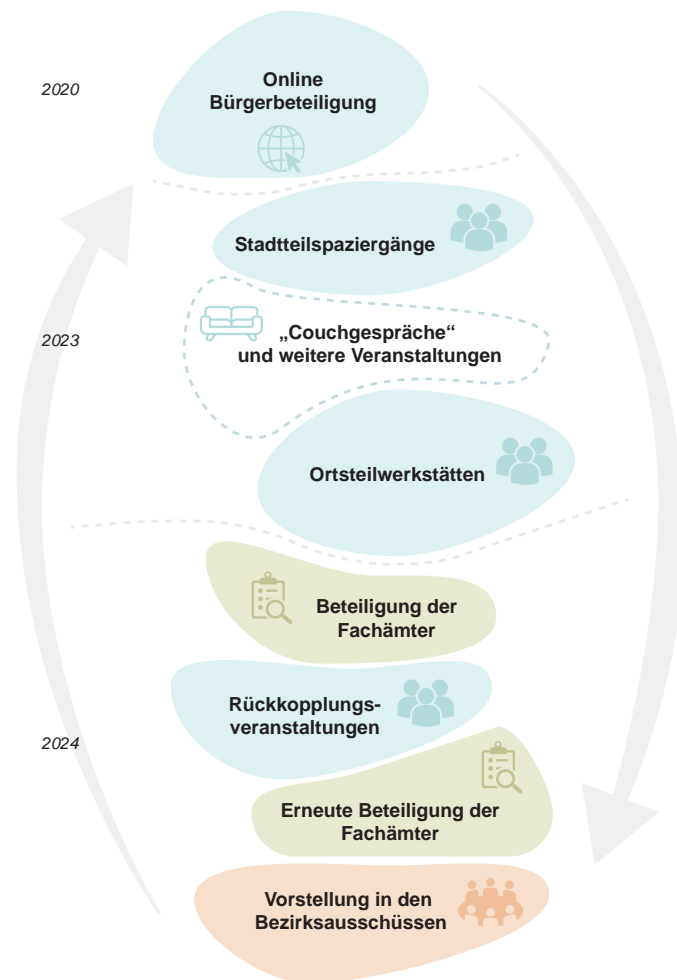 2020
Online
Bürgerbeteiligung
Stadtteilspaziergänge
2023
„Couchgespräche“
und weitere Veranstaltungen
Ortsteilwerkstätten
Beteiligung der
Fachämter
Rückkopplungs-
veranstaltungen
2024
Erneute Beteiligung der
Fachämter
Vorstellung in den
Bezirksausschüssen